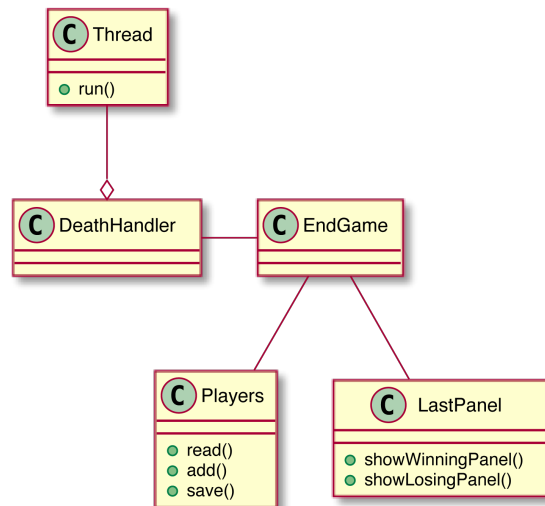 C Thread
run()
C DeathHandler
C EndGame
C Players
read()
add()
save()
C LastPanel
showWinningPanel()
showLosingPanel()